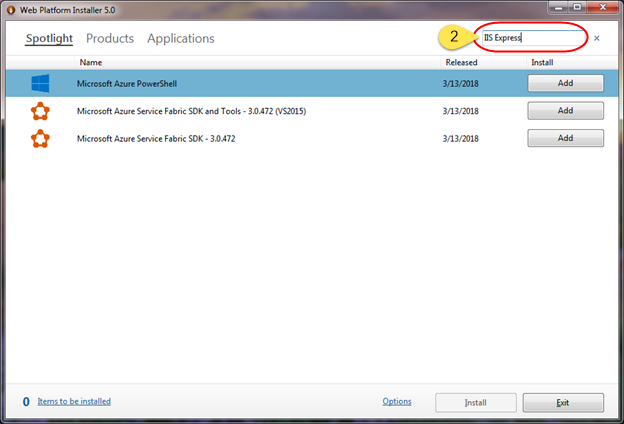 Web Platform Installer 5.0
Spotlight Products Applications 2 IIS Express
Name Released Install
Microsoft Azure PowerShell 3/13/2018 Add
Microsoft Azure Service Fabric SDK and Tools - 3.0.472 (VS2015) 3/13/2018 Add
Microsoft Azure Service Fabric SDK - 3.0.472 3/13/2018 Add
0 Items to be installed Options Install Exit